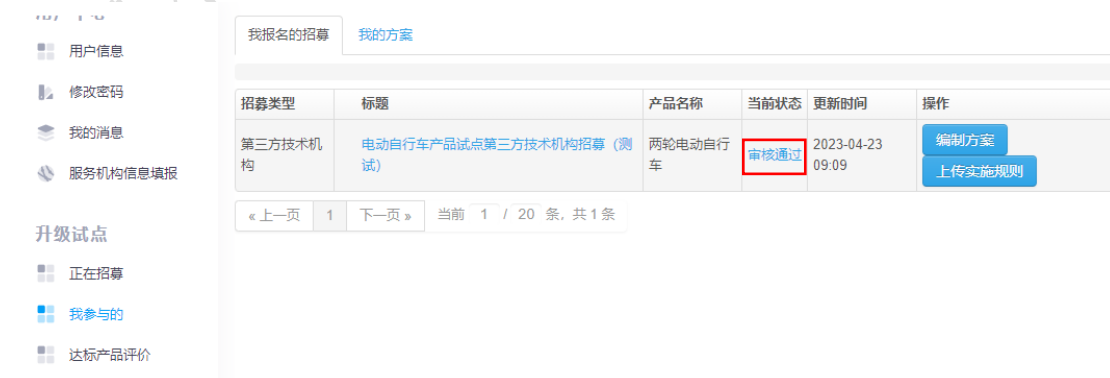 我报名的招募 我的方案
用户信息
修改密码
我的消息
服务机构信息填报
升级试点
正在招募
我参与的
达标产品评价
招募类型 标题 产品名称 当前状态 更新时间 操作
第三方技术机 电动自行车产品试点第三方技术机构招募（测 两轮电动自行 审核通过 2023-04-23 编制方案
构 试） 车 09:09 上传实施规则
« 上一页 1 下一页 » 当前 1 / 20 条, 共 1 条